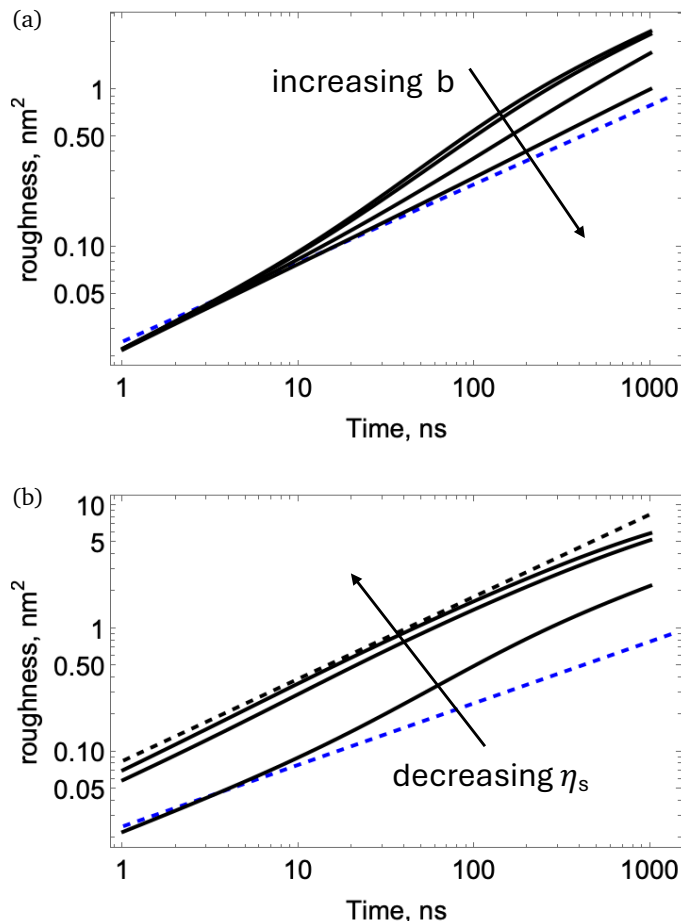 (a)
roughness, nm²
1
0.50
0.10
0.05
increasing b
1 10 100 1000
Time, ns
(b)
roughness, nm²
10
5
1
0.50
0.10
0.05
decreasing ηs
1 10 100 1000
Time, ns